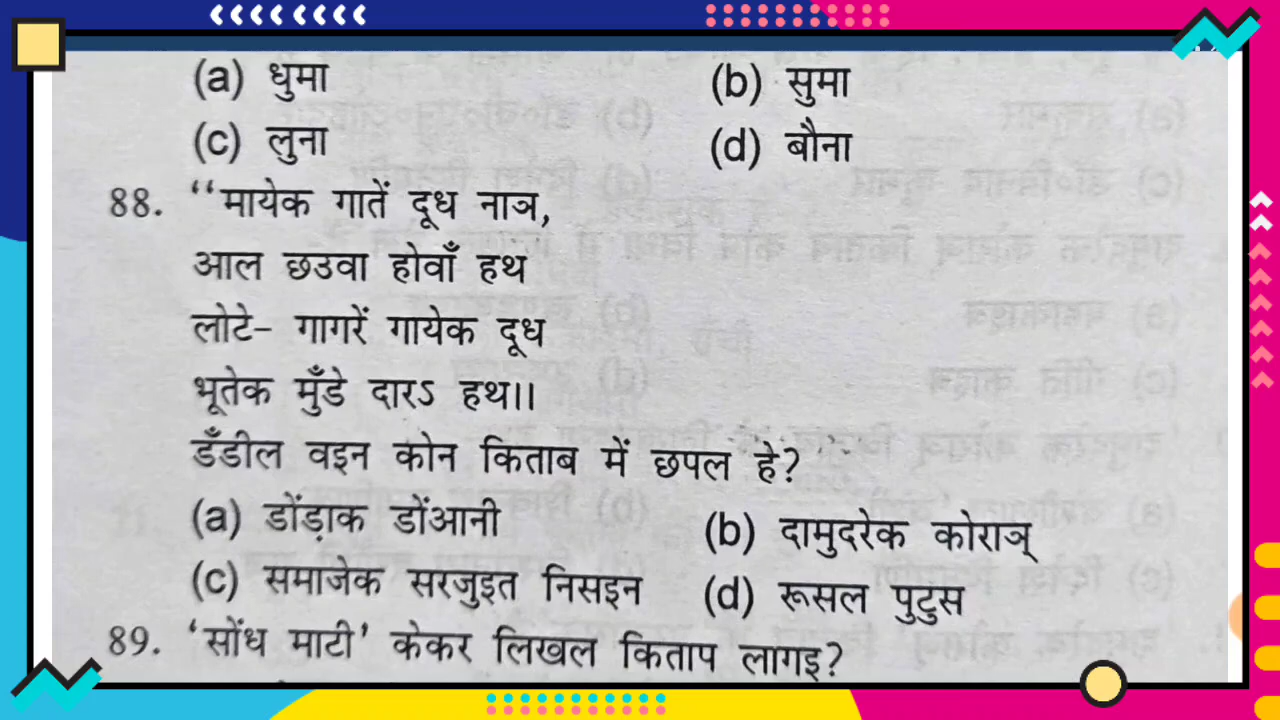 (a) धुमा (b) सुमा
(c) लुना (d) बौना
88. ‘‘मायेक गातें दूध नाञ,
आल छउवा होवाँ हथ
लोटे- गागरें गायेक दूध
भूतेक मुँडे दारऽ हथ।।
डँडील वइन कोन किताब में छपल हे?
(a) डोंड़ाक डोंआनी (b) दामुदरेक कोराञ्
(c) समाजेक सरजुइत निसइन (d) रूसल पुटुस
89. ‘सोंध माटी’ केकर लिखल किताप लागइ?